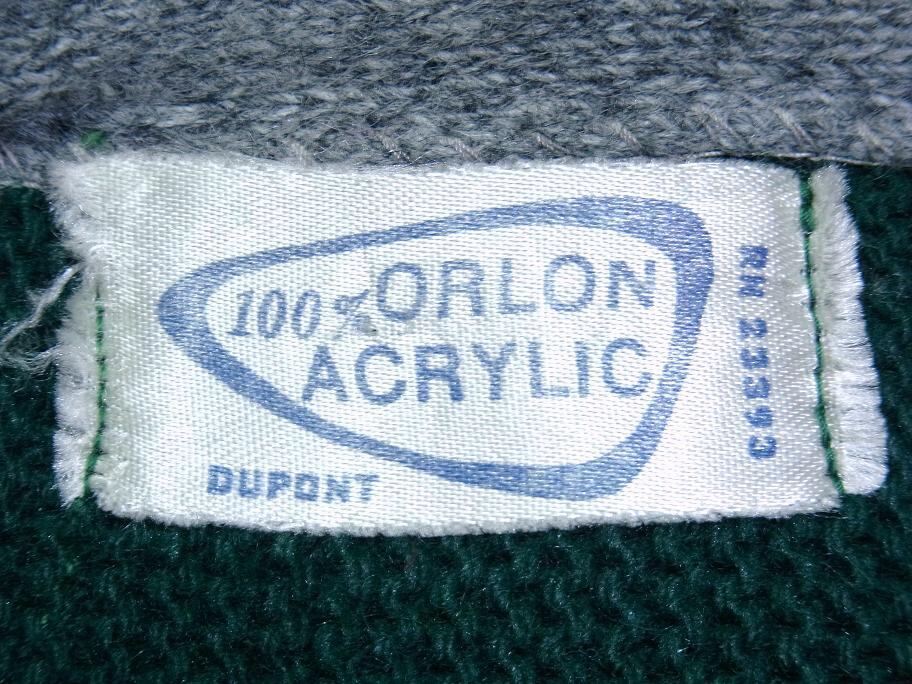 100% ORLON
ACRYLIC
DUPONT
RN 23393